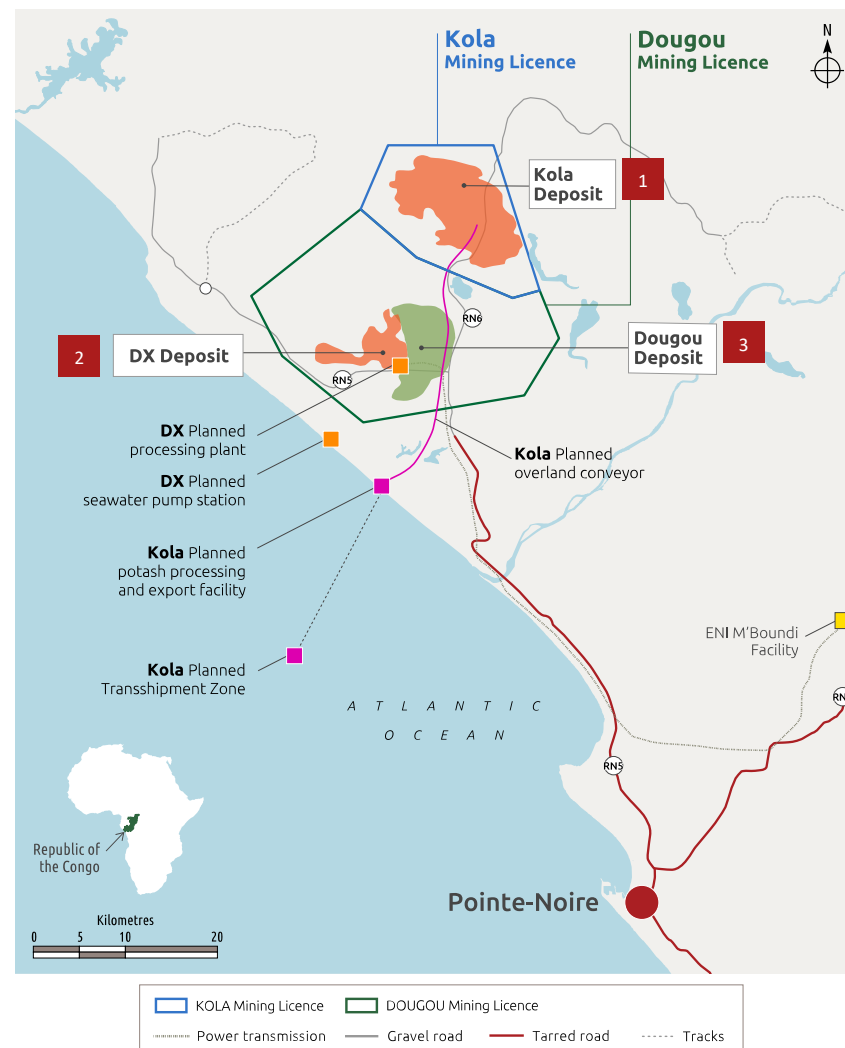 N
Kola
Mining Licence
Dougou
Mining Licence
Kola
Deposit
1
RN6
2
DX Deposit
Dougou
Deposit
3
RN5
DX Planned
processing plant
Kola Planned
overland conveyor
DX Planned
seawater pump station
Kola Planned
potash processing
and export facility
ENI M'Boundi
Facility
Kola Planned
Transshipment Zone
RN
ATLANTIC
OCEAN
RN5
Republic of
the Congo
Pointe-Noire
Kilometres
0 5 10 20
KOLA Mining Licence DOUGOU Mining Licence
Power transmission Gravel road Tarred road Tracks